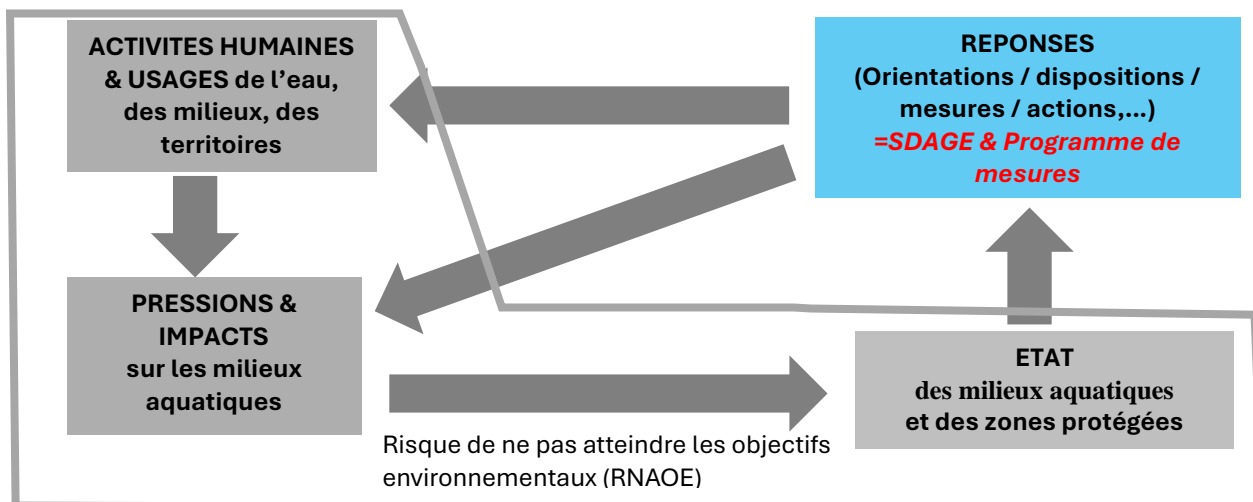 ACTIVITES HUMAINES
& USAGES de l’eau,
des milieux, des
territoires
REPONSES
(Orientations / dispositions /
mesures / actions,...)
=SDAGE & Programme de
mesures
PRESSIONS &
IMPACTS
sur les milieux
aquatiques
ETAT
des milieux aquatiques
et des zones protégées
Risque de ne pas atteindre les objectifs
environnementaux (RNAOE)